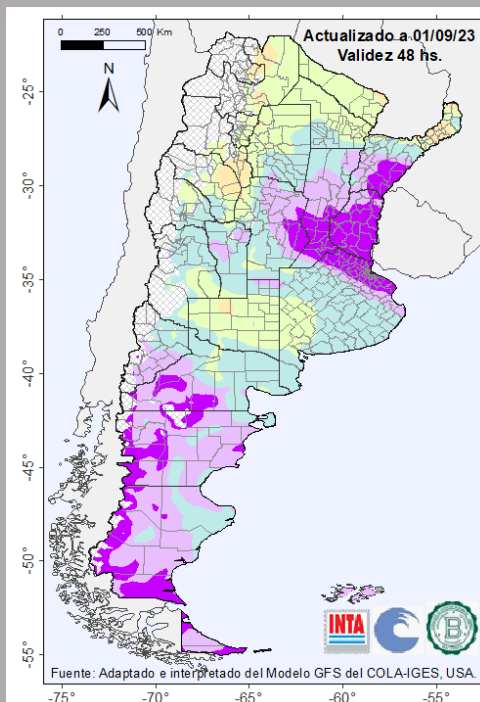 Actualizado a 01/09/23
Validez 48 hs.
0 250 500 Km
N
-25°
-30°
-35°
-40°
-45°
-50°
-55°
INTA
B
Fuente: Adaptado e interpretado del Modelo GFS del COLA-IGES, USA.
-75° -70° -65° -60° -55°